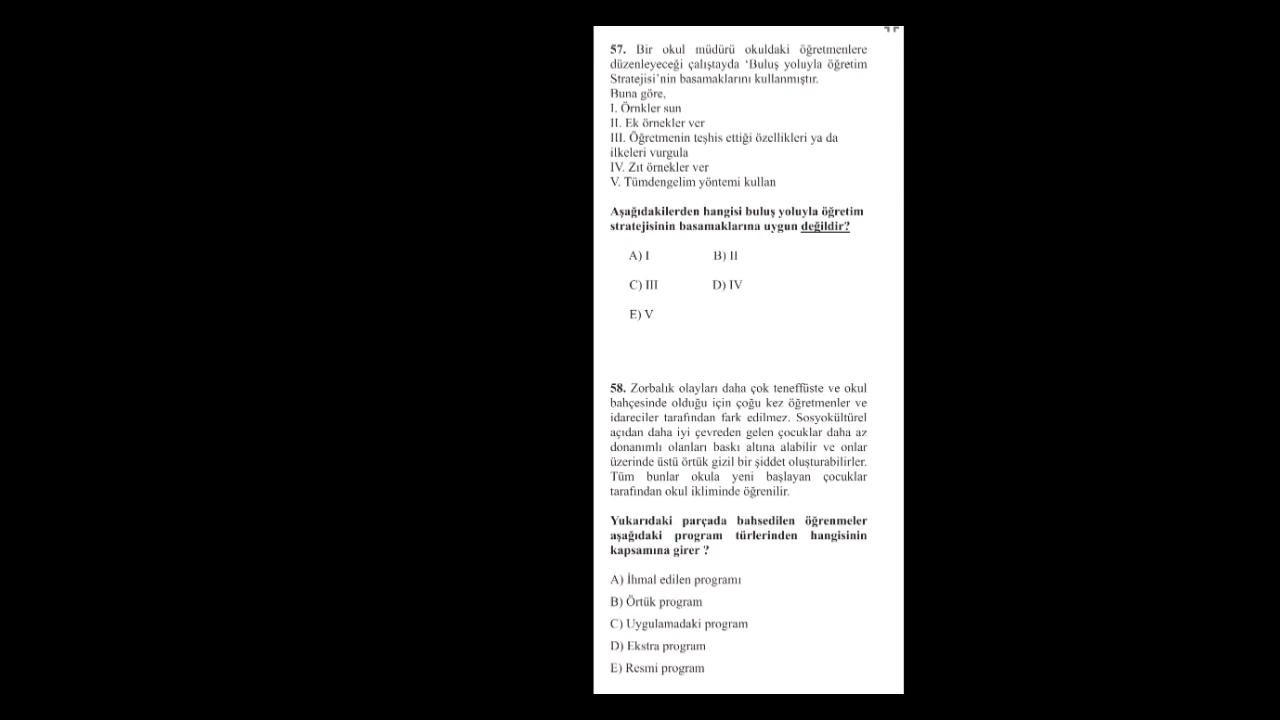 57. Bir okul müdürü okuldaki öğretmenlere
düzenleyeceği çalıştayda ‘Buluş yoluyla öğretim
Stratejisi’nin basamaklarını kullanmıştır.
Buna göre,
I. Örnkler sun
II. Ek örnekler ver
III. Öğretmenin teşhis ettiği özellikleri ya da
ilkeleri vurgula
IV. Zıt örnekler ver
V. Tümdengelim yöntemi kullan
Aşağıdakilerden hangisi buluş yoluyla öğretim
stratejisinin basamaklarına uygun değildir?
A) I B) II
C) III D) IV
E) V
58. Zorbalık olayları daha çok teneffüste ve okul
bahçesinde olduğu için çoğu kez öğretmenler ve
idareciler tarafından fark edilmez. Sosyokültürel
açıdan daha iyi çevreden gelen çocuklar daha az
donanımlı olanları baskı altına alabilir ve onlar
üzerinde üstü örtük gizil bir şiddet oluşturabilirler.
Tüm bunlar okula yeni başlayan çocuklar
tarafından okul ikliminde öğrenilir.
Yukarıdaki parçada bahsedilen öğrenmeler
aşağıdaki program türlerinden hangisinin
kapsamına girer ?
A) İhmal edilen programı
B) Örtük program
C) Uygulamadaki program
D) Ekstra program
E) Resmi program